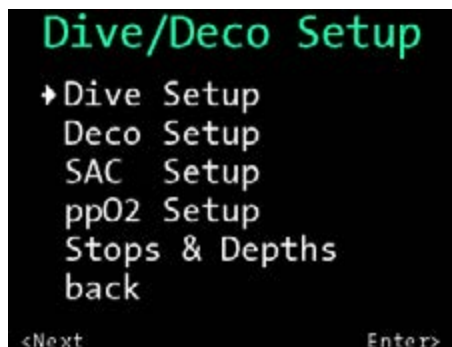 Dive/Deco Setup
Dive Setup
Deco Setup
SAC Setup
ppO2 Setup
Stops & Depths
back
<Next Enter>